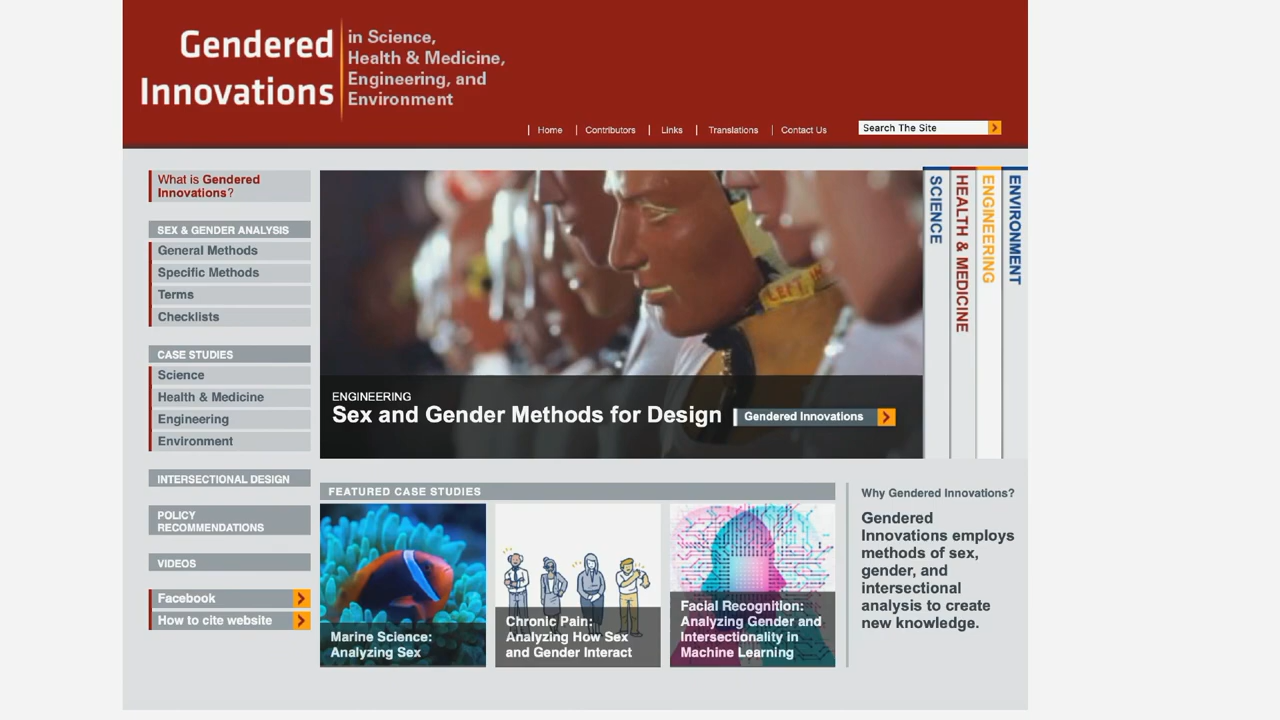 Gendered
Innovations
in Science,
Health & Medicine,
Engineering, and
Environment
Home
Contributors
Links
Translations
Contact Us
Search The Site
What is Gendered
Innovations?
SEX & GENDER ANALYSIS
General Methods
Specific Methods
Terms
Checklists
CASE STUDIES
Science
Health & Medicine
Engineering
Environment
INTERSECTIONAL DESIGN
POLICY
RECOMMENDATIONS
VIDEOS
Facebook
How to cite website
ENGINEERING
Sex and Gender Methods for Design
Gendered Innovations
SCIENCE
HEALTH & MEDICINE
ENGINEERING
ENVIRONMENT
FEATURED CASE STUDIES
Marine Science:
Analyzing Sex
Chronic Pain:
Analyzing How Sex
and Gender Interact
Facial Recognition:
Analyzing Gender and
Intersectionality in
Machine Learning
Why Gendered Innovations?
Gendered
Innovations employs
methods of sex,
gender, and
intersectional
analysis to create
new knowledge.